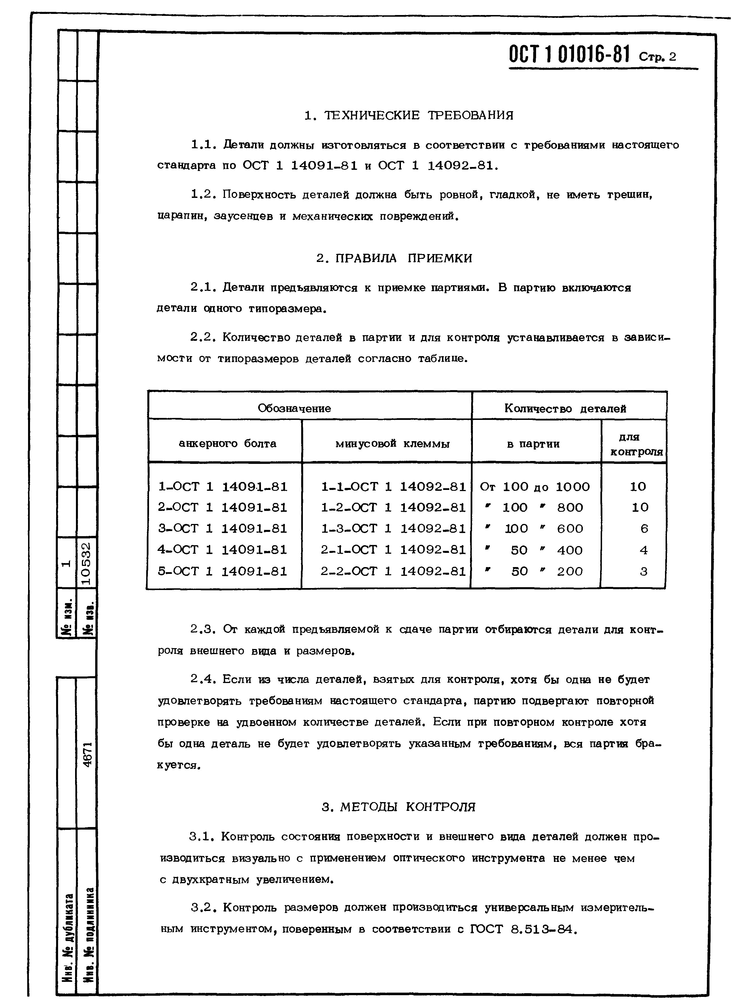 ОСТ 1 01016-81 Стр. 2
1. ТЕХНИЧЕСКИЕ ТРЕБОВАНИЯ
1.1. Детали должны изготовляться в соответствии с требованиями настоящего
стандарта по ОСТ 1 14091-81 и ОСТ 1 14092-81.
1.2. Поверхность деталей должна быть ровной, гладкой, не иметь трещин,
царапин, заусенцев и механических повреждений.
2. ПРАВИЛА ПРИЕМКИ
2.1. Детали предъявляются к приемке партиями. В партию включаются
детали одного типоразмера.
2.2. Количество деталей в партии и для контроля устанавливается в зависи-
мости от типоразмеров деталей согласно таблице.
Обозначение Количество деталей
анкерного болта минусовой клеммы в партии для
контроля
1-ОСТ 1 14091-81 1-1-ОСТ 1 14092-81 От 100 до 1000 10
2-ОСТ 1 14091-81 1-2-ОСТ 1 14092-81 " 100 " 800 10
3-ОСТ 1 14091-81 1-3-ОСТ 1 14092-81 " 100 " 600 6
4-ОСТ 1 14091-81 2-1-ОСТ 1 14092-81 " 50 " 400 4
5-ОСТ 1 14091-81 2-2-ОСТ 1 14092-81 " 50 " 200 3
2.3. От каждой предъявляемой к сдаче партии отбираются детали для конт-
роля внешнего вида и размеров.
2.4. Если из числа деталей, взятых для контроля, хотя бы одна не будет
удовлетворять требованиям настоящего стандарта, партию подвергают повторной
проверке на удвоенном количестве деталей. Если при повторном контроле хотя
бы одна деталь не будет удовлетворять указанным требованиям, вся партия бра-
куется.
3. МЕТОДЫ КОНТРОЛЯ
3.1. Контроль состояния поверхности и внешнего вида деталей должен про-
изводиться визуально с применением оптического инструмента не менее чем
с двухкратным увеличением.
3.2. Контроль размеров должен производиться универсальным измеритель-
ным инструментом, поверенным в соответствии с ГОСТ 8.513-84.
№ изм. 1
№ изв. 10532
Инв. № дубликата
Инв. № подлинника 4671